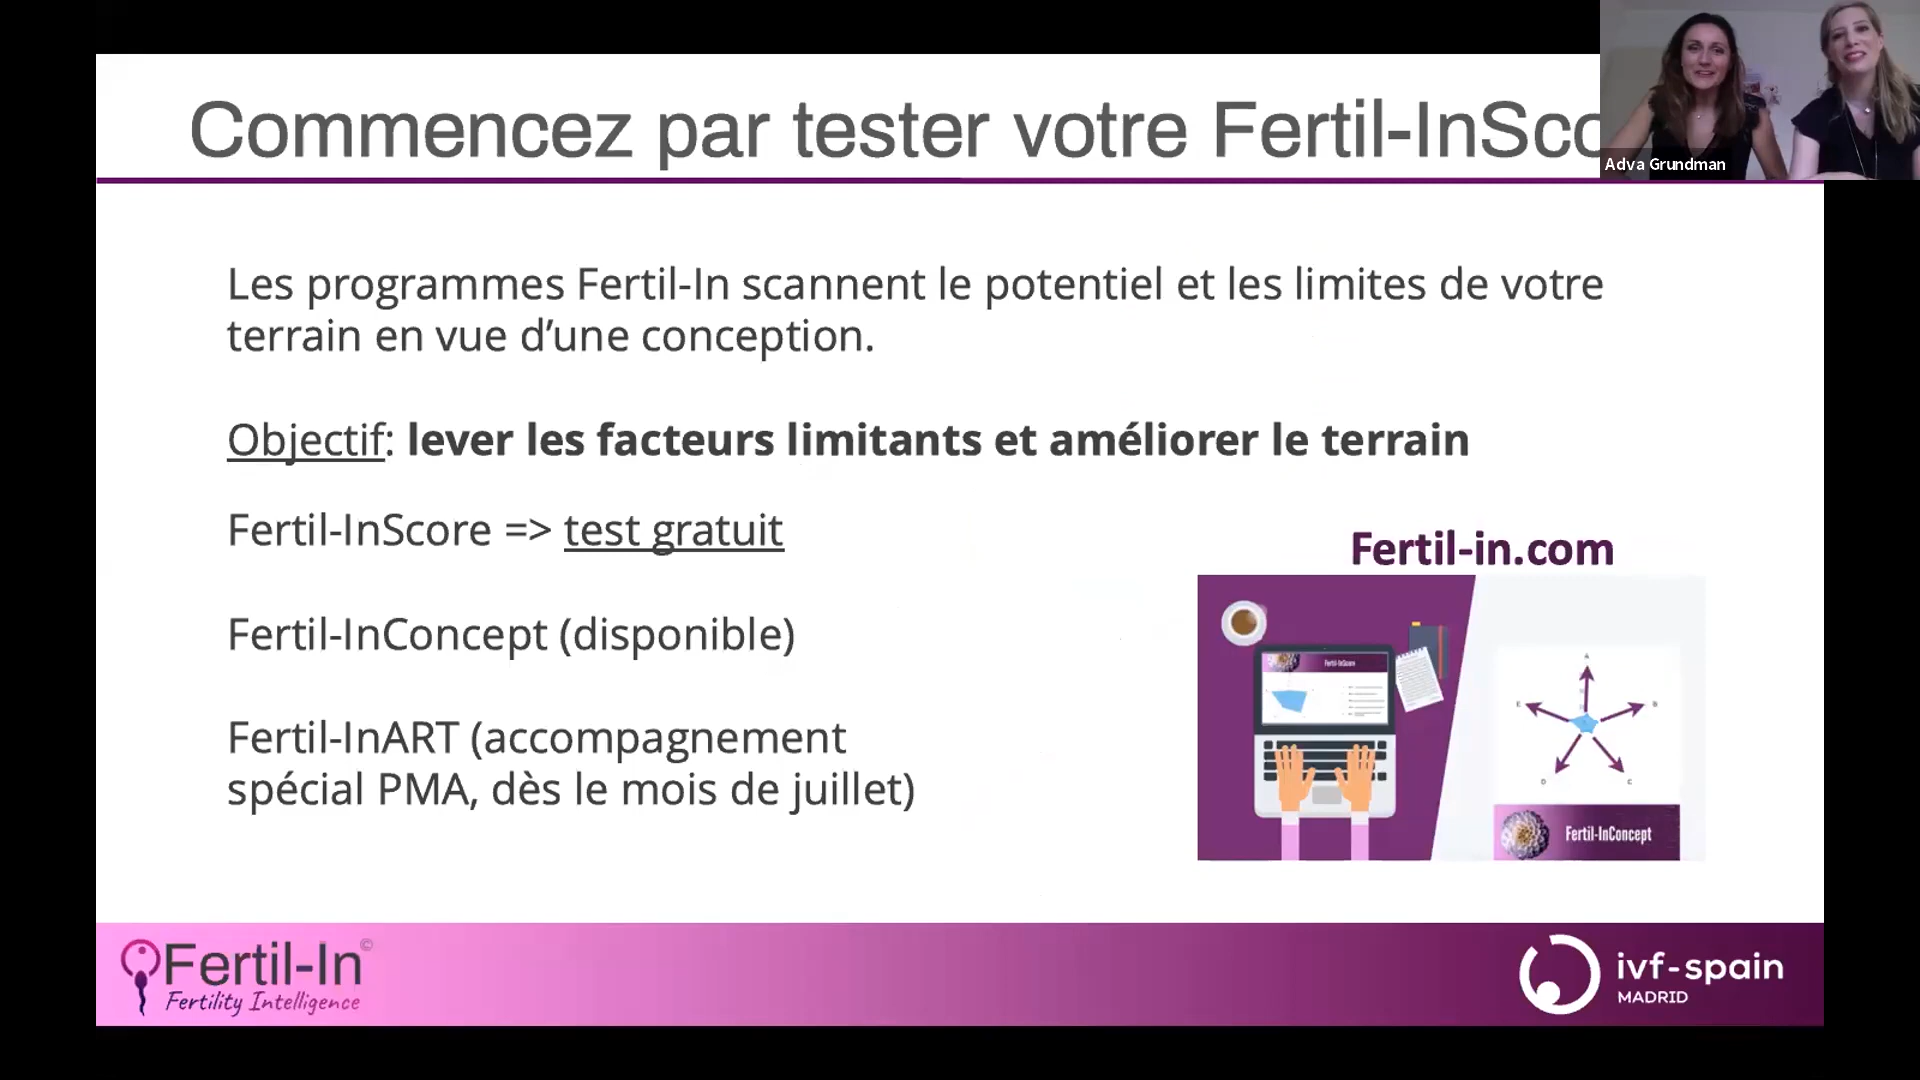 Commencez par tester votre Fertil-InSco
Adva Grundman
Les programmes Fertil-In scannent le potentiel et les limites de votre
terrain en vue d’une conception.
Objectif: lever les facteurs limitants et améliorer le terrain
Fertil-InScore => test gratuit
Fertil-InConcept (disponible)
Fertil-InART (accompagnement
spécial PMA, dès le mois de juillet)
Fertil-in.com
Fertil-InScore
A
B
C
D
E
Fertil-InConcept
Fertil-In©
Fertility Intelligence
ivf-spain
MADRID